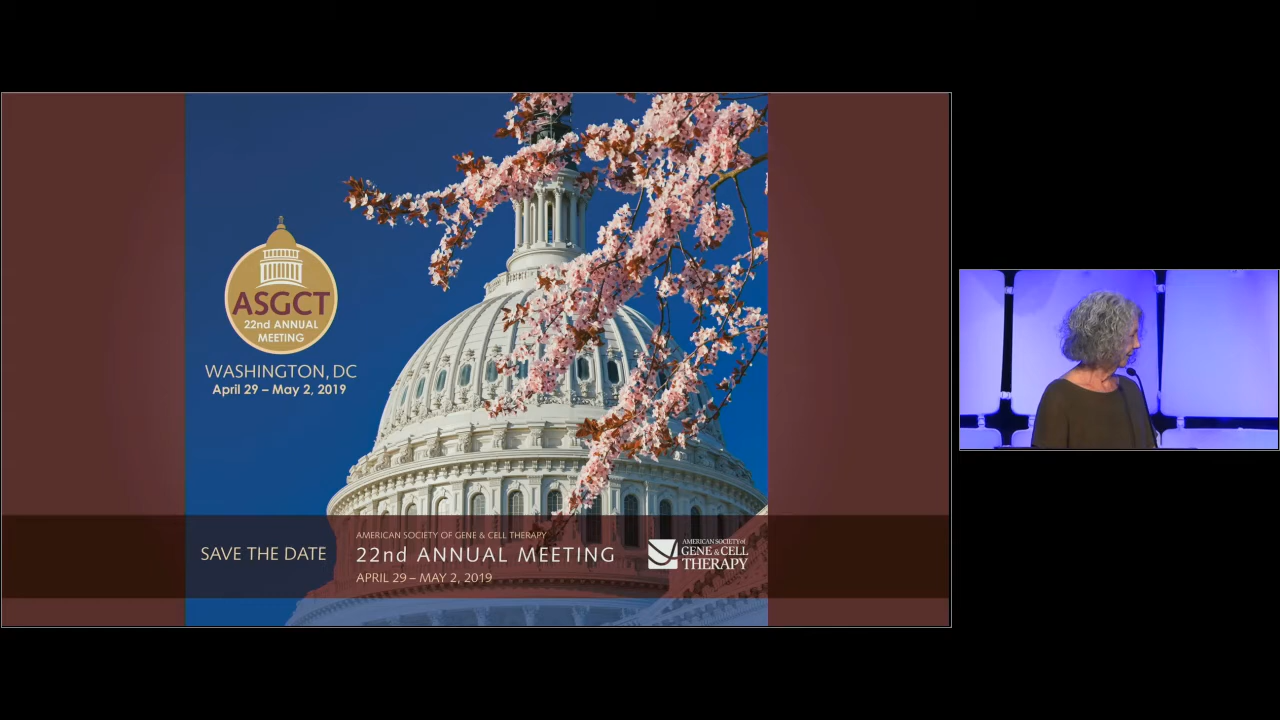 ASGCT
22nd ANNUAL
MEETING
WASHINGTON, DC
April 29 – May 2, 2019
SAVE THE DATE
AMERICAN SOCIETY OF GENE & CELL THERAPY
22nd ANNUAL MEETING
APRIL 29 – MAY 2, 2019
AMERICAN SOCIETY of
GENE & CELL
THERAPY